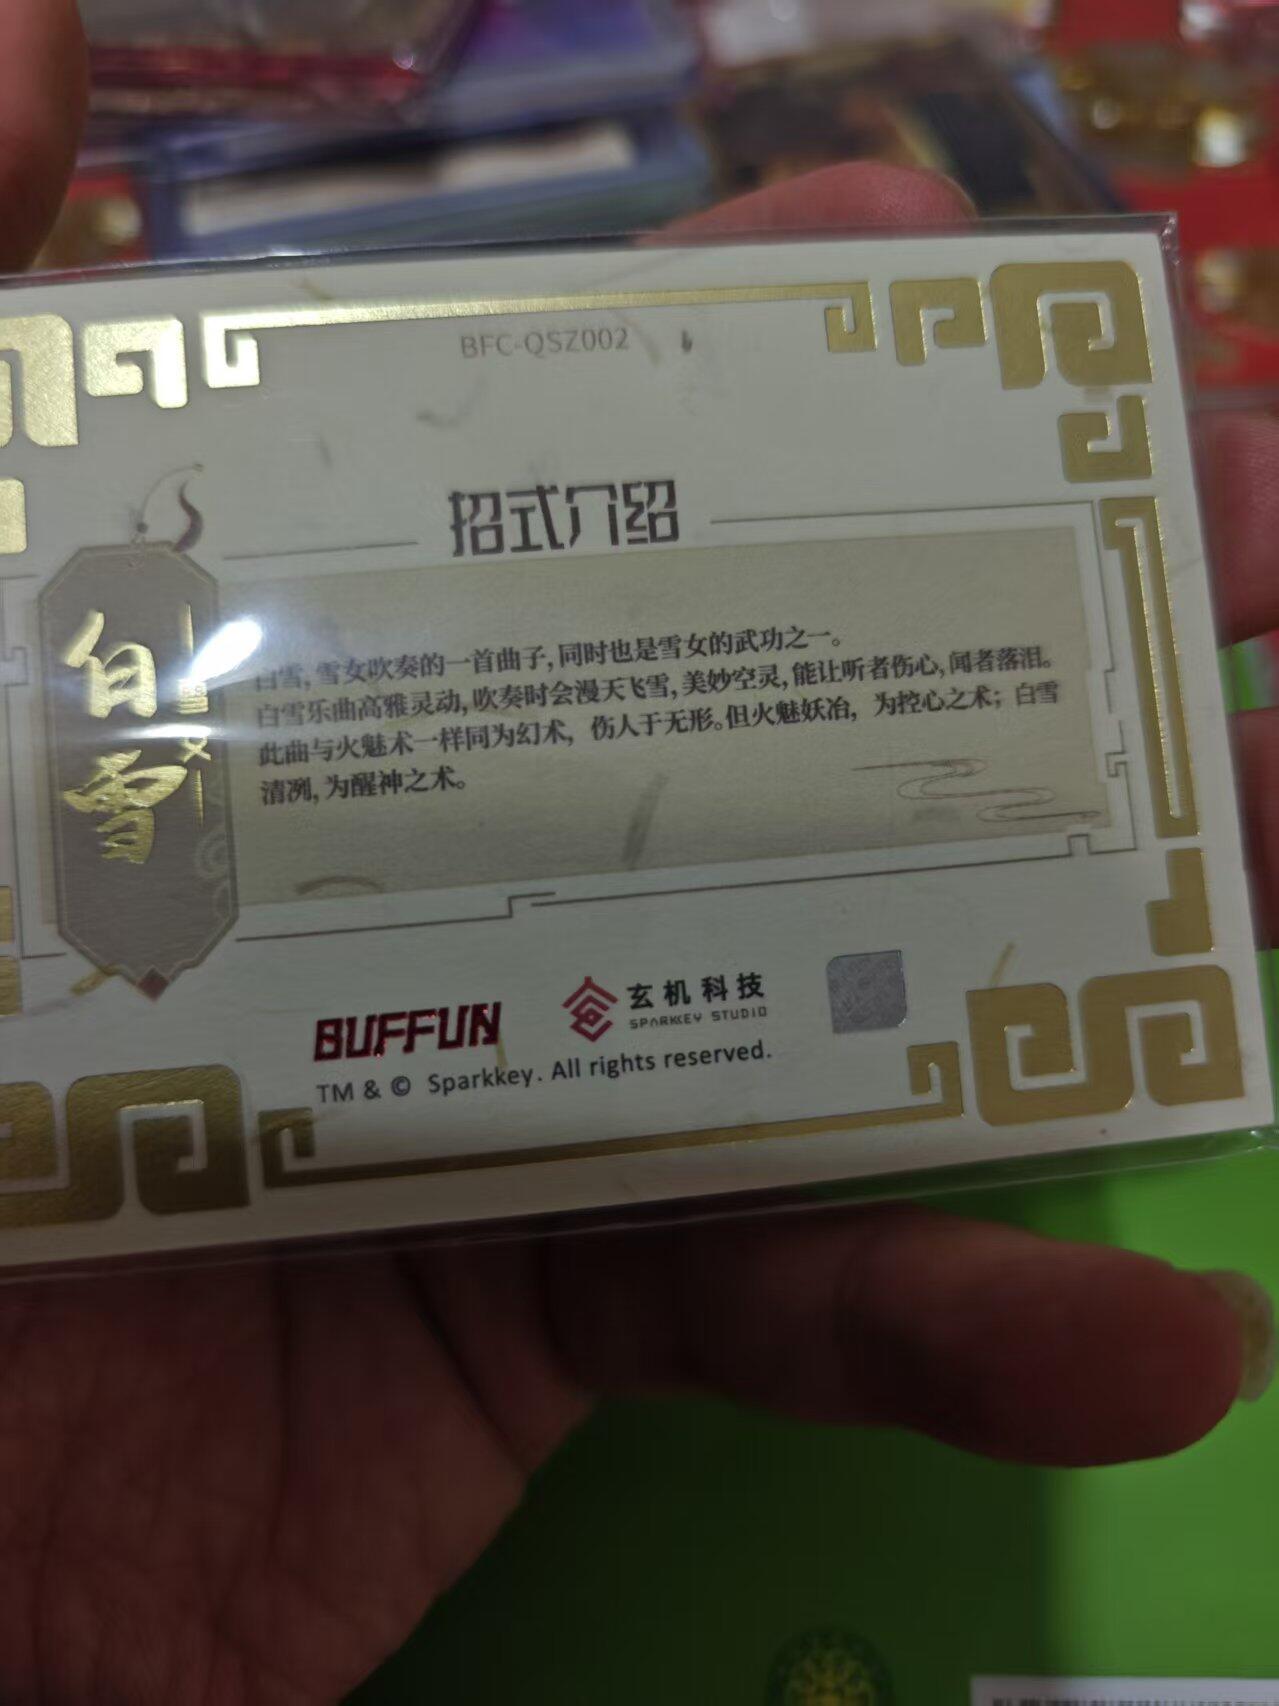 BFC-QSZ002
招式介绍
白雪
雪女
白雪,雪女吹奏的一首曲子,同时也是雪女的武功之一。
白雪乐曲高雅灵动,吹奏时会漫天飞雪,美妙空灵,能让听者伤心,闻者落泪。
此曲与火魅术一样同为幻术，伤人于无形。但火魅妖冶，为控心之术；白雪
清冽,为醒神之术。
BUFFUN
玄机科技
SPARKKEY STUDIO
TM & © Sparkkey. All rights reserved.